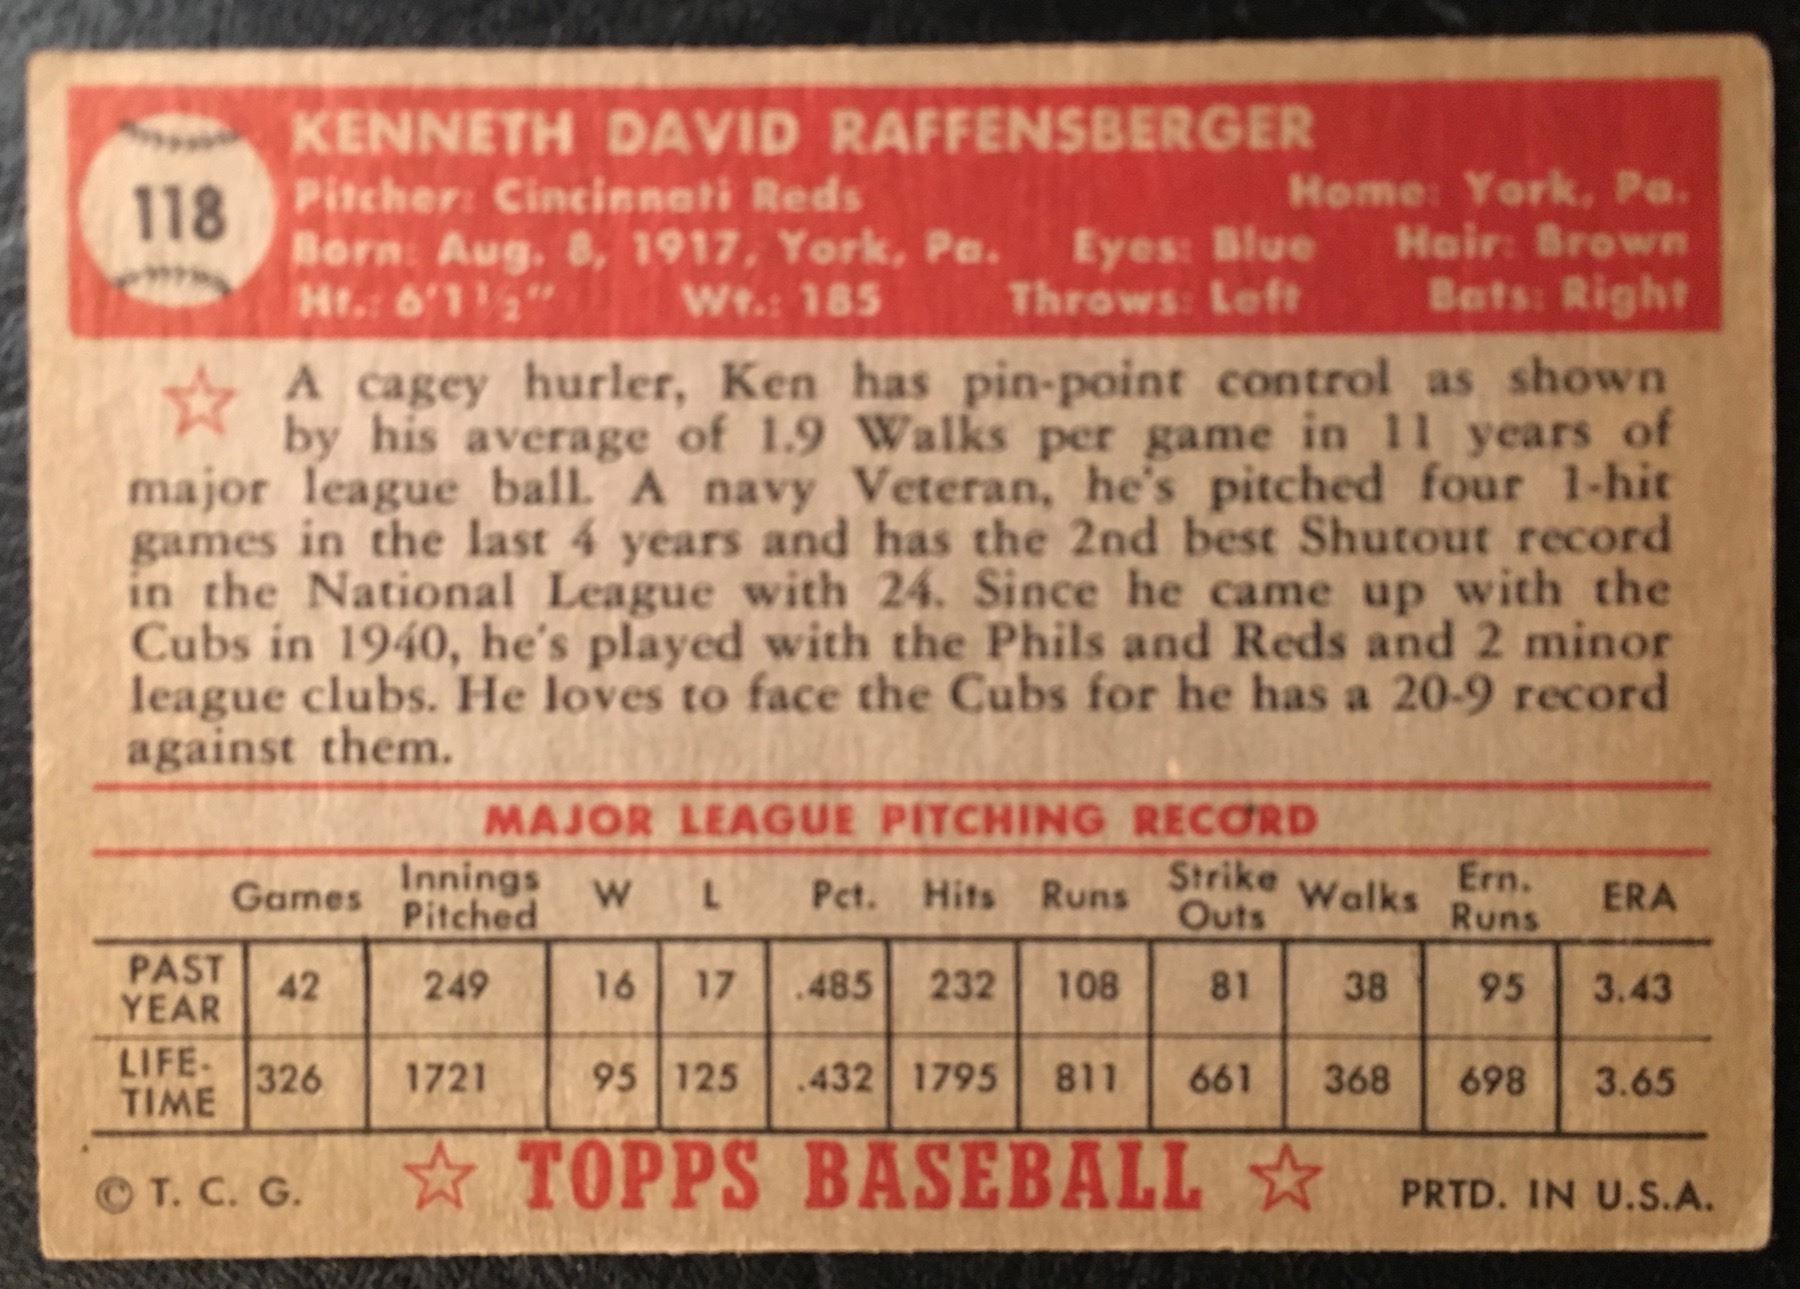 118
KENNETH DAVID RAFFENSBERGER
Pitcher: Cincinnati Reds Home: York, Pa.
Born: Aug. 8, 1917, York, Pa. Eyes: Blue Hair: Brown
Ht.: 6'1½" Wt.: 185 Throws: Left Bats: Right
A cagey hurler, Ken has pin-point control as shown
by his average of 1.9 Walks per game in 11 years of
major league ball. A navy Veteran, he's pitched four 1-hit
games in the last 4 years and has the 2nd best Shutout record
in the National League with 24. Since he came up with the
Cubs in 1940, he's played with the Phils and Reds and 2 minor
league clubs. He loves to face the Cubs for he has a 20-9 record
against them.
MAJOR LEAGUE PITCHING RECORD
Games Innings Pitched W L Pct. Hits Runs Strike Outs Walks Ern. Runs ERA
PAST YEAR 42 249 16 17 .485 232 108 81 38 95 3.43
LIFE-TIME 326 1721 95 125 .432 1795 811 661 368 698 3.65
© T. C. G. TOPPS BASEBALL PRTD. IN U.S.A.